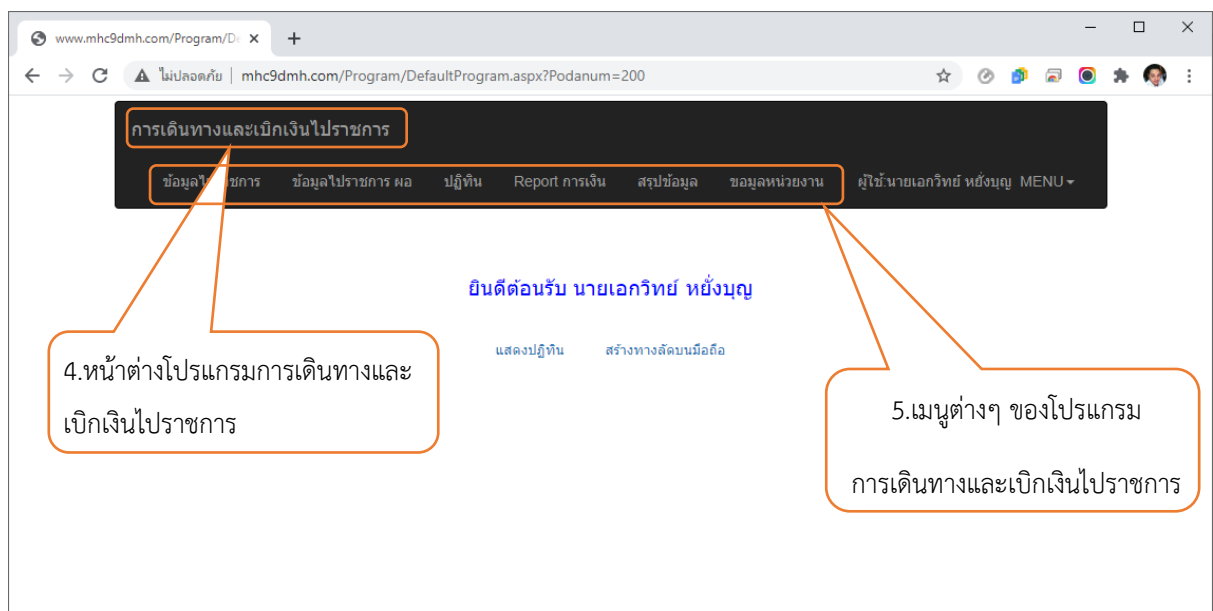 www.mhc9dmh.com/Program/De
ไม่ปลอดภัย | mhc9dmh.com/Program/DefaultProgram.aspx?Podanum=200
การเดินทางและเบิกเงินไปราชการ
ข้อมูลไปราชการ ข้อมูลไปราชการ ผอ ปฏิทิน Report การเงิน สรุปข้อมูล ขอมูลหน่วยงาน ผู้ใช้:นายเอกวิทย์ หยั่งบุญ MENU
ยินดีต้อนรับ นายเอกวิทย์ หยั่งบุญ
แสดงปฏิทิน สร้างทางลัดบนมือถือ
4.หน้าต่างโปรแกรมการเดินทางและ
เบิกเงินไปราชการ
5.เมนูต่างๆ ของโปรแกรม
การเดินทางและเบิกเงินไปราชการ